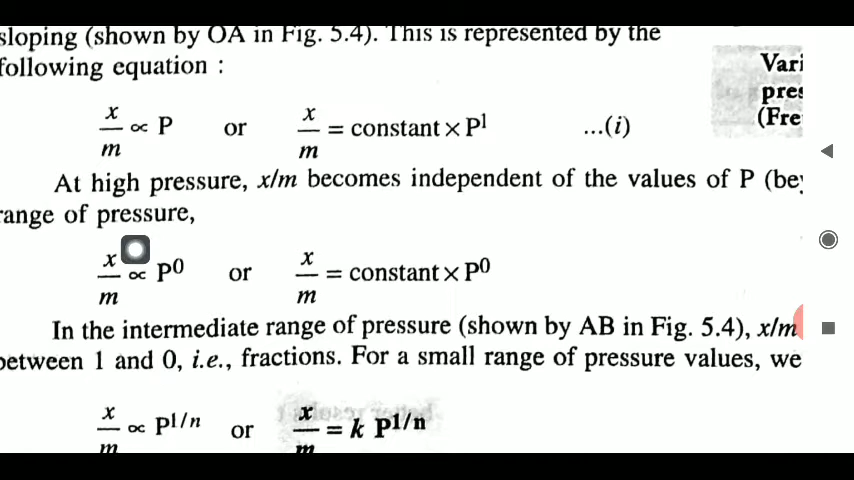 sloping (shown by OA in Fig. 5.4). This is represented by the
following equation :
x/m ∝ P or x/m = constant × P¹ ...(i)
Vari
pres
(Fre
At high pressure, x/m becomes independent of the values of P (bey
range of pressure,
x/m ∝ P⁰ or x/m = constant × P⁰
In the intermediate range of pressure (shown by AB in Fig. 5.4), x/m
between 1 and 0, i.e., fractions. For a small range of pressure values, we
x/m ∝ P1/n or x/m = k P1/n